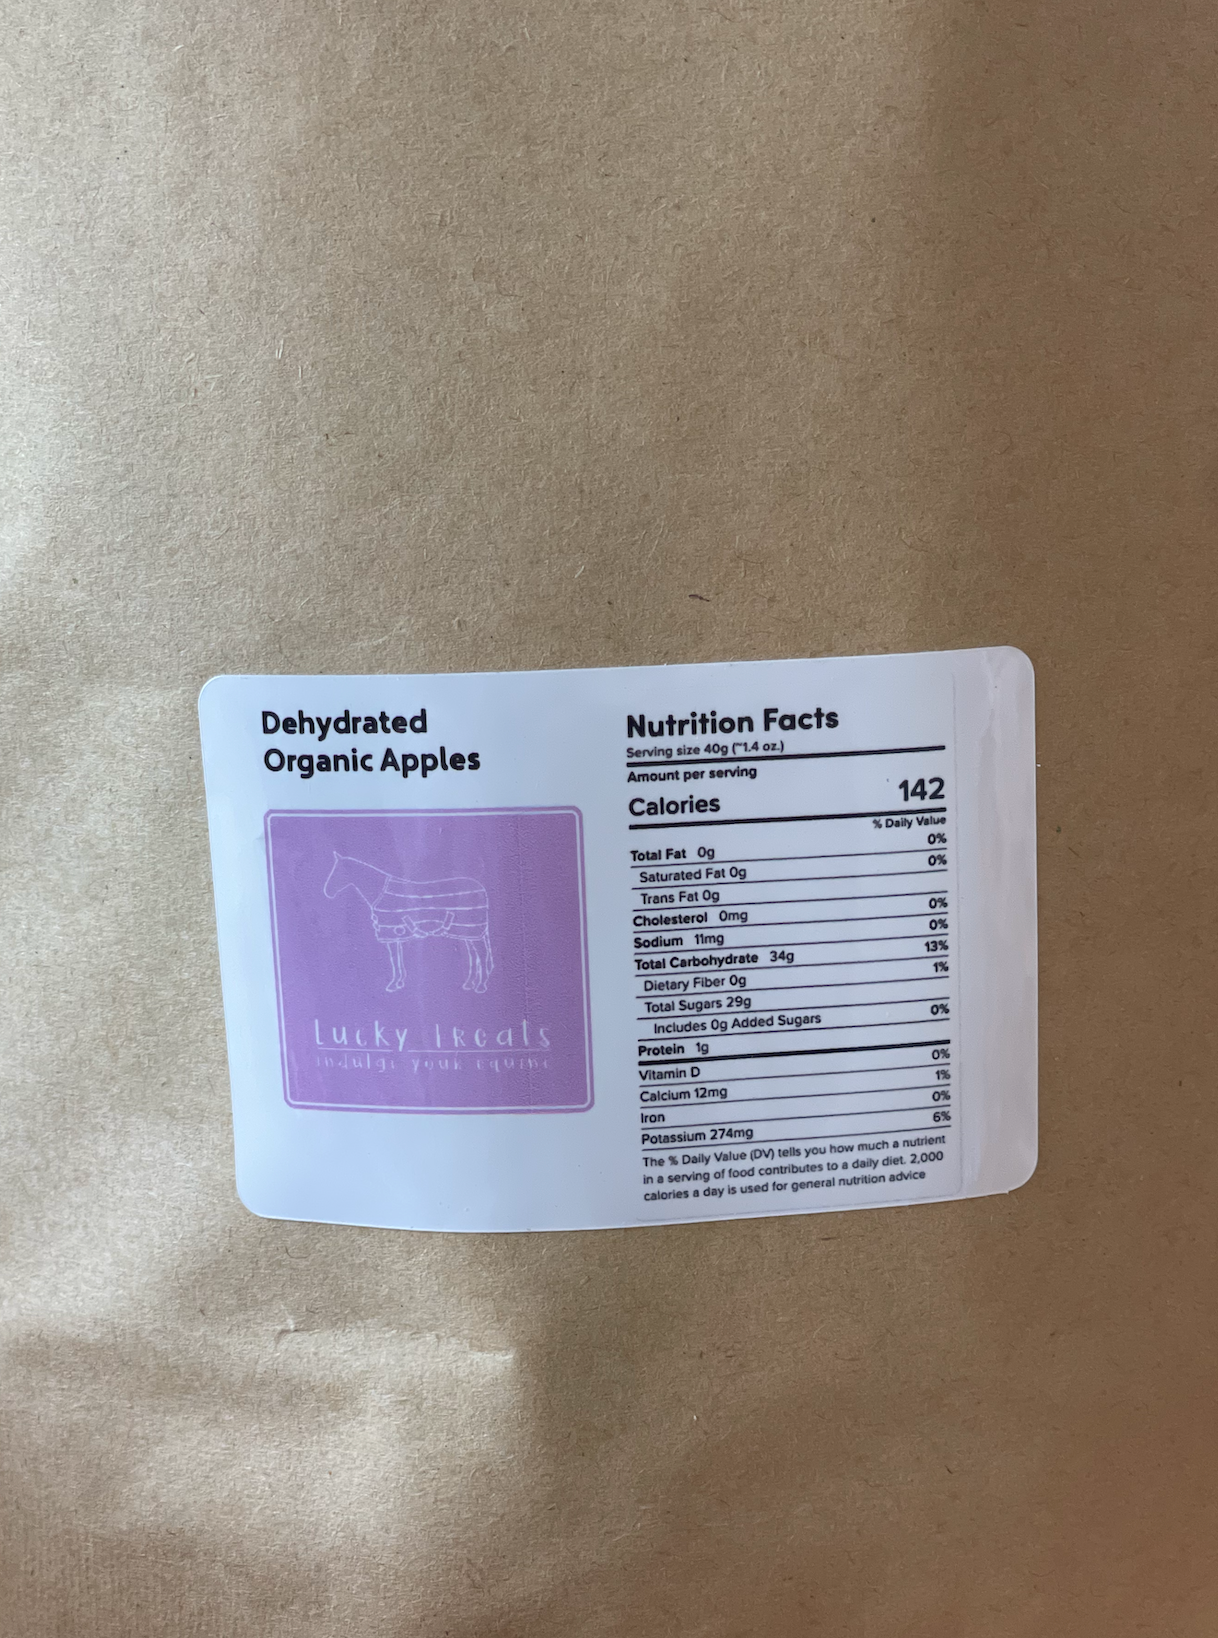 Dehydrated
Organic Apples
Lucky Treats
indulge your equine
Nutrition Facts
Serving size 40g (~1.4 oz.)
Amount per serving
Calories 142
% Daily Value
Total Fat 0g 0%
Saturated Fat 0g 0%
Trans Fat 0g
Cholesterol 0mg 0%
Sodium 11mg 0%
Total Carbohydrate 34g 13%
Dietary Fiber 0g 1%
Total Sugars 29g
Includes 0g Added Sugars 0%
Protein 1g
Vitamin D 0%
Calcium 12mg 1%
Iron 0%
Potassium 274mg 6%
The % Daily Value (DV) tells you how much a nutrient
in a serving of food contributes to a daily diet. 2,000
calories a day is used for general nutrition advice